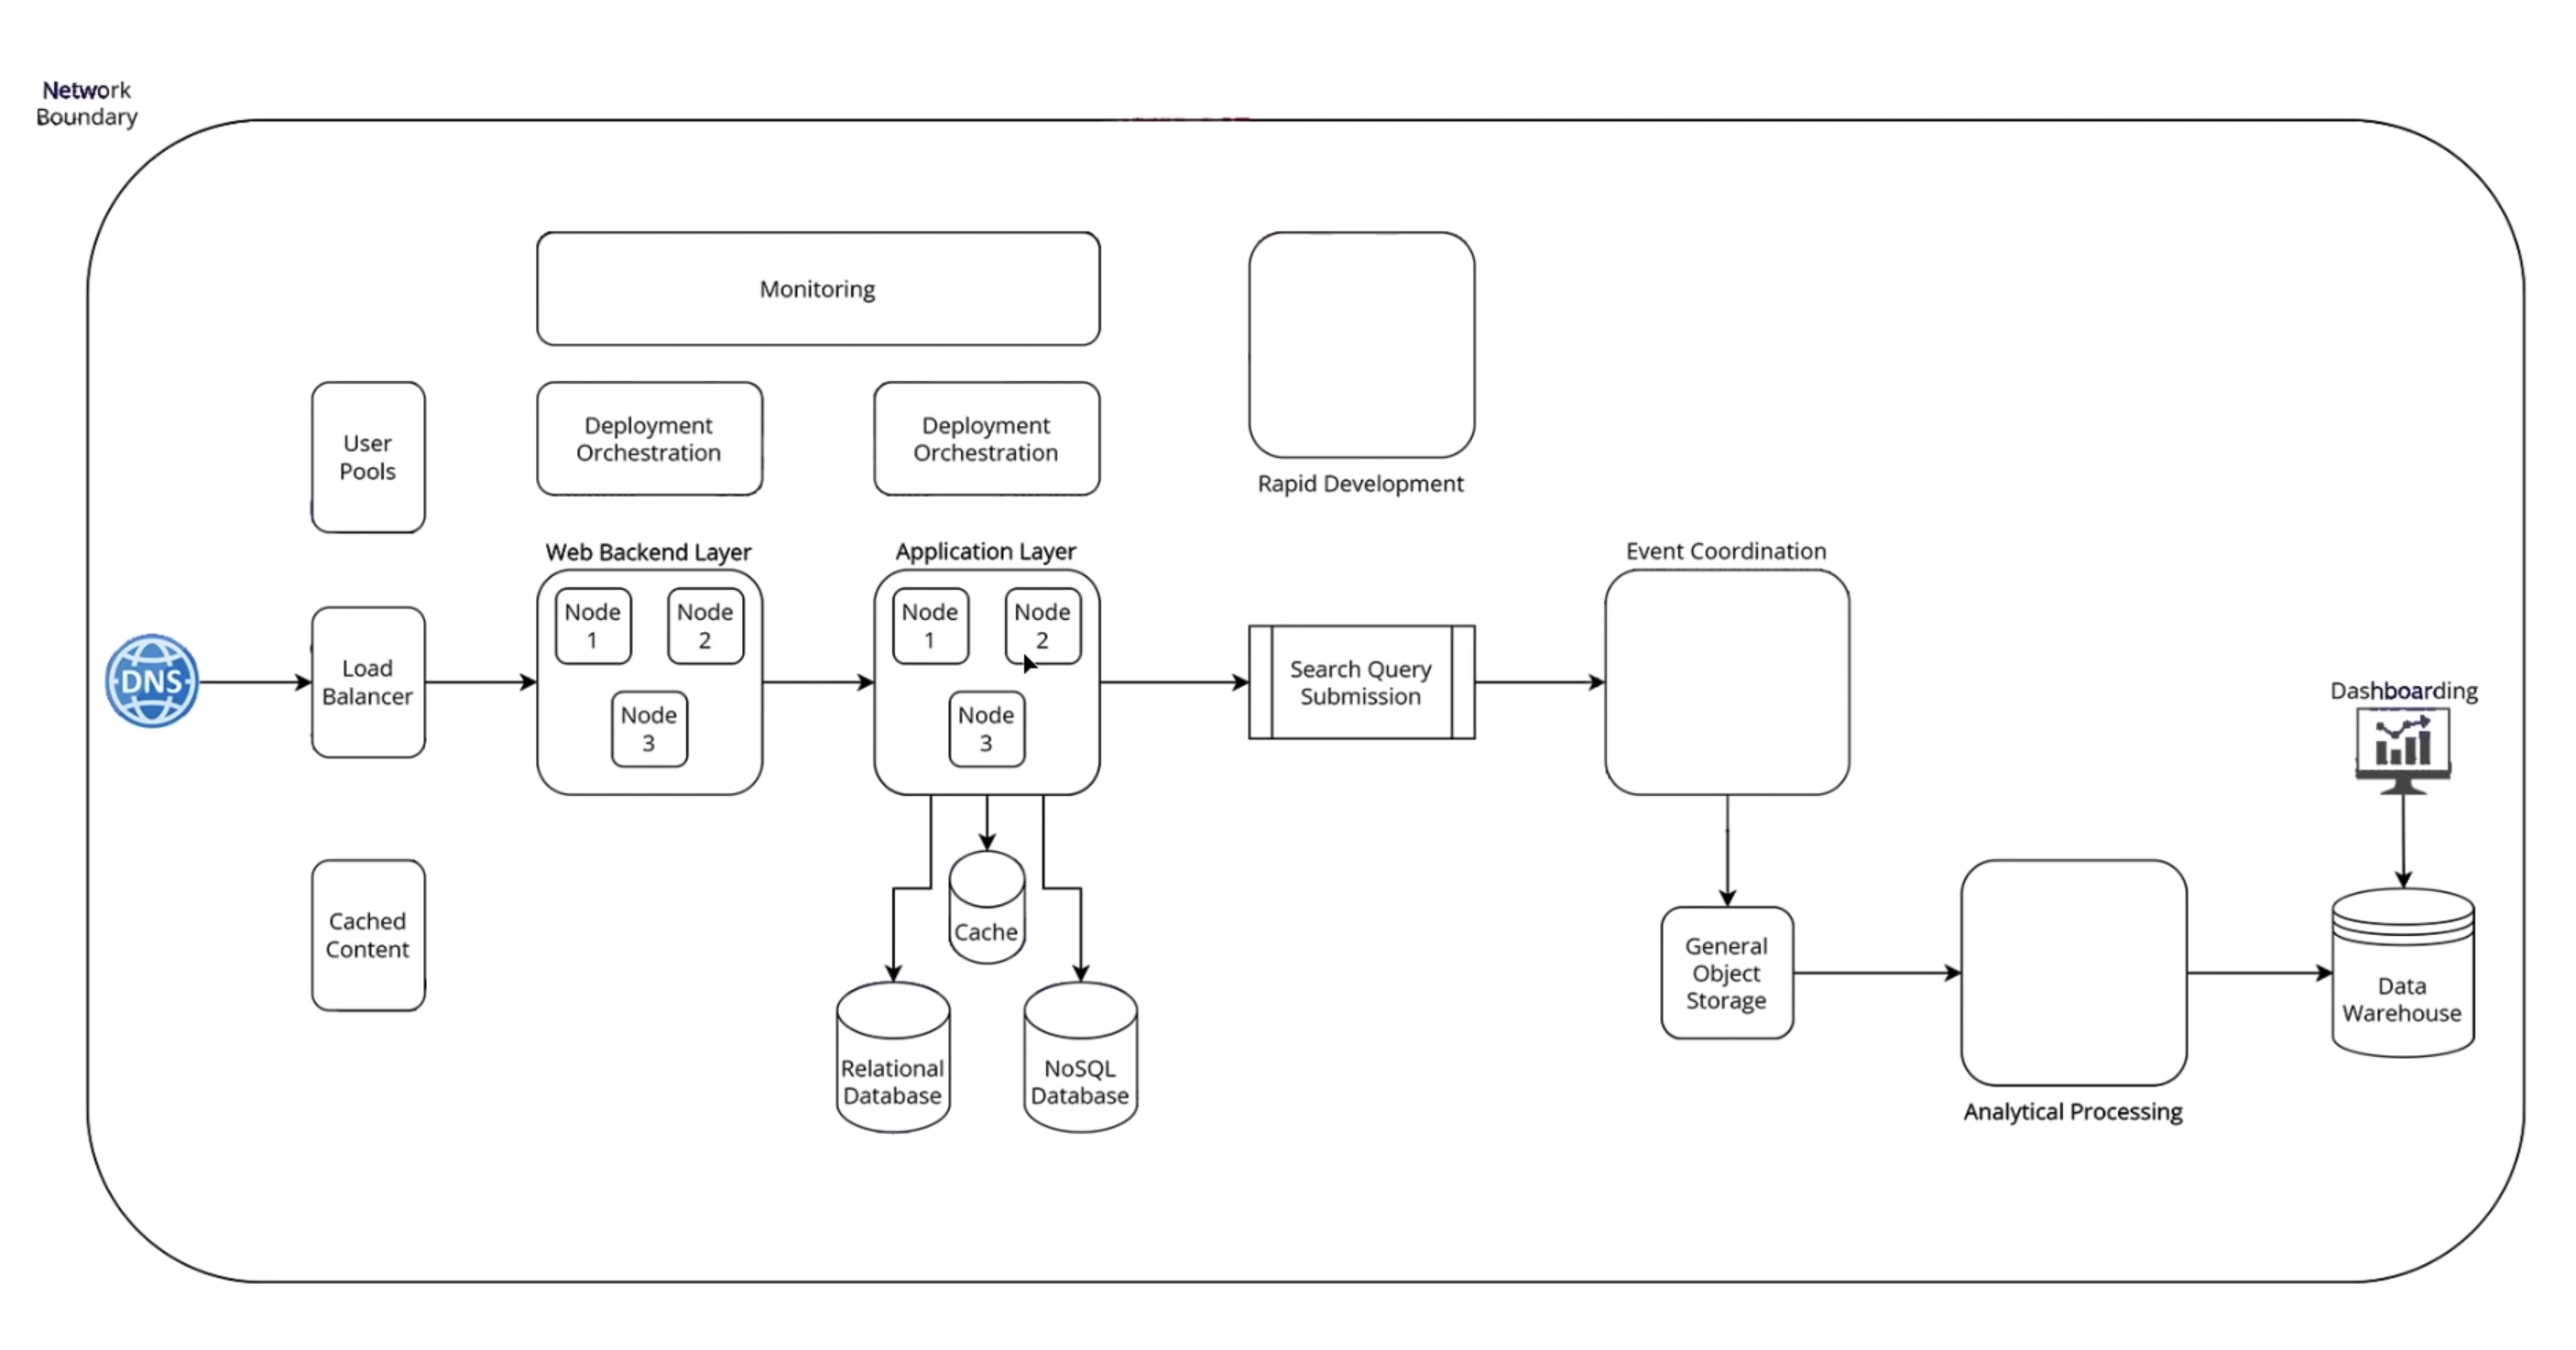 Network
Boundary
Monitoring
User
Pools
Deployment
Orchestration
Deployment
Orchestration
Rapid Development
Web Backend Layer
Application Layer
Event Coordination
DNS
Load
Balancer
Node
1
Node
2
Node
3
Node
1
Node
2
Node
3
Search Query
Submission
Dashboarding
Cached
Content
Cache
Relational
Database
NoSQL
Database
General
Object
Storage
Analytical Processing
Data
Warehouse